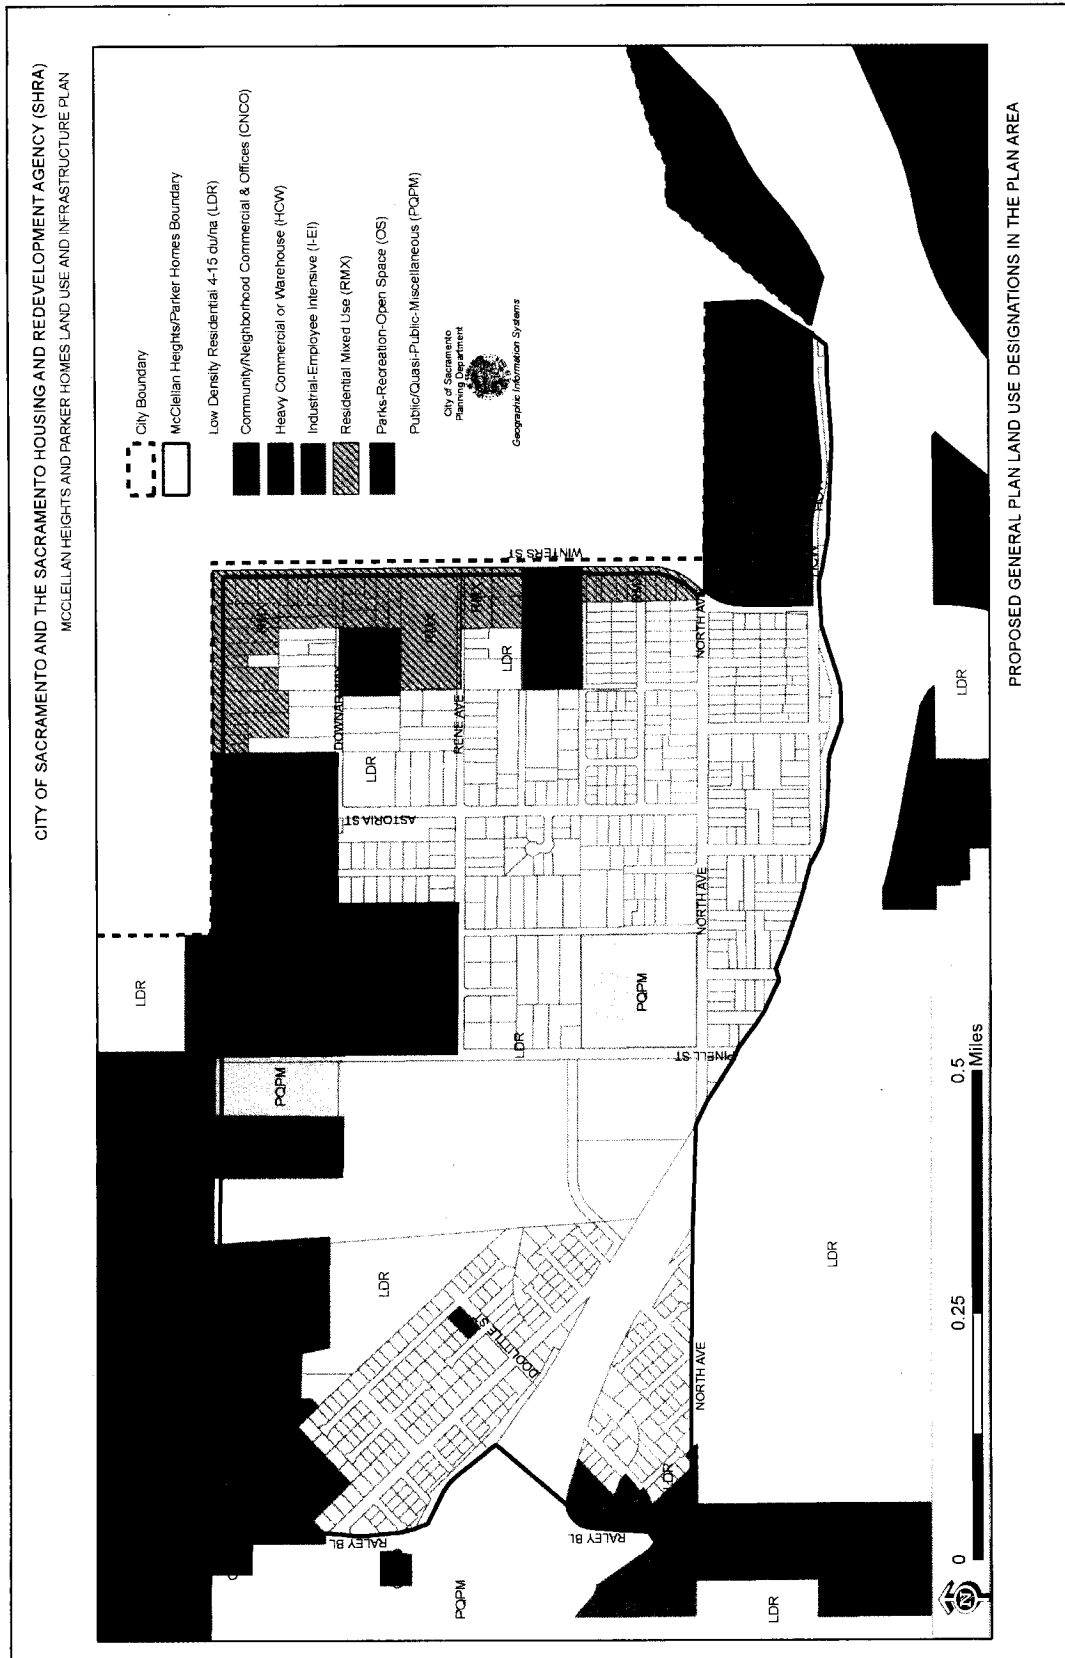 CITY OF SACRAMENTO AND THE SACRAMENTO HOUSING AND REDEVELOPMENT AGENCY (SHRA)
MCCLELLAN HEIGHTS AND PARKER HOMES LAND USE AND INFRASTRUCTURE PLAN
City Boundary
McClellan Heights/Parker Homes Boundary
Low Density Residential 4-15 du/na (LDR)
Community/Neighborhood Commercial & Offices (CNCO)
Heavy Commercial or Warehouse (HCW)
Industrial-Employee Intensive (I-EI)
Residential Mixed Use (RMX)
Parks-Recreation-Open Space (OS)
Public/Quasi-Public-Miscellaneous (PQPM)
City of Sacramento
Planning Department
Geographic Information Systems
LDR
PQPM
LDR
RALEY BL
PQPM
RALEY BL
LDR
LDR
DOOLITTLE ST
NORTH AVE
LDR
PINELL ST
LDR
PQPM
NORTH AVE
ASTORIA ST
LDR
RENE AVE
LDR
RMX
RMX
RMX
RMX
WINTERS ST
NORTH AVE
HCW
LDR
N
0
0.25
0.5
Miles
PROPOSED GENERAL PLAN LAND USE DESIGNATIONS IN THE PLAN AREA